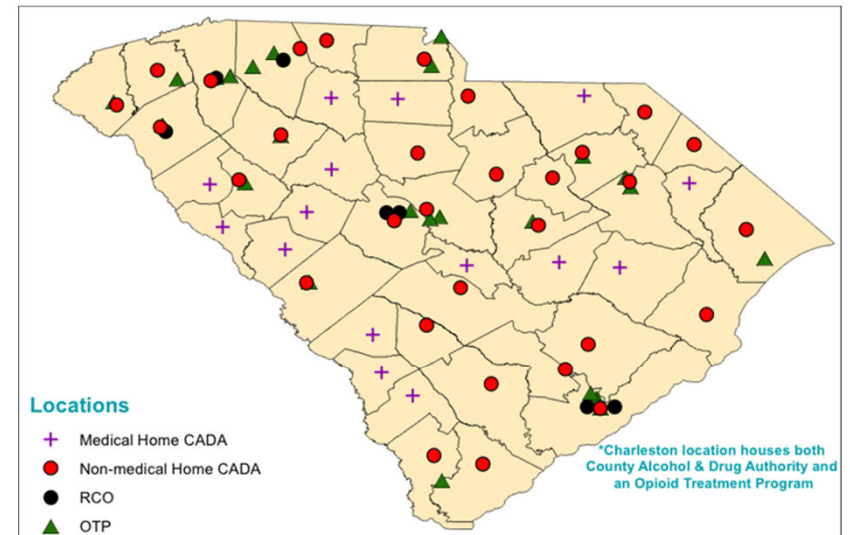 Locations
Medical Home CADA
Non-medical Home CADA
RCO
OTP
*Charleston location houses both
County Alcohol & Drug Authority and
an Opioid Treatment Program